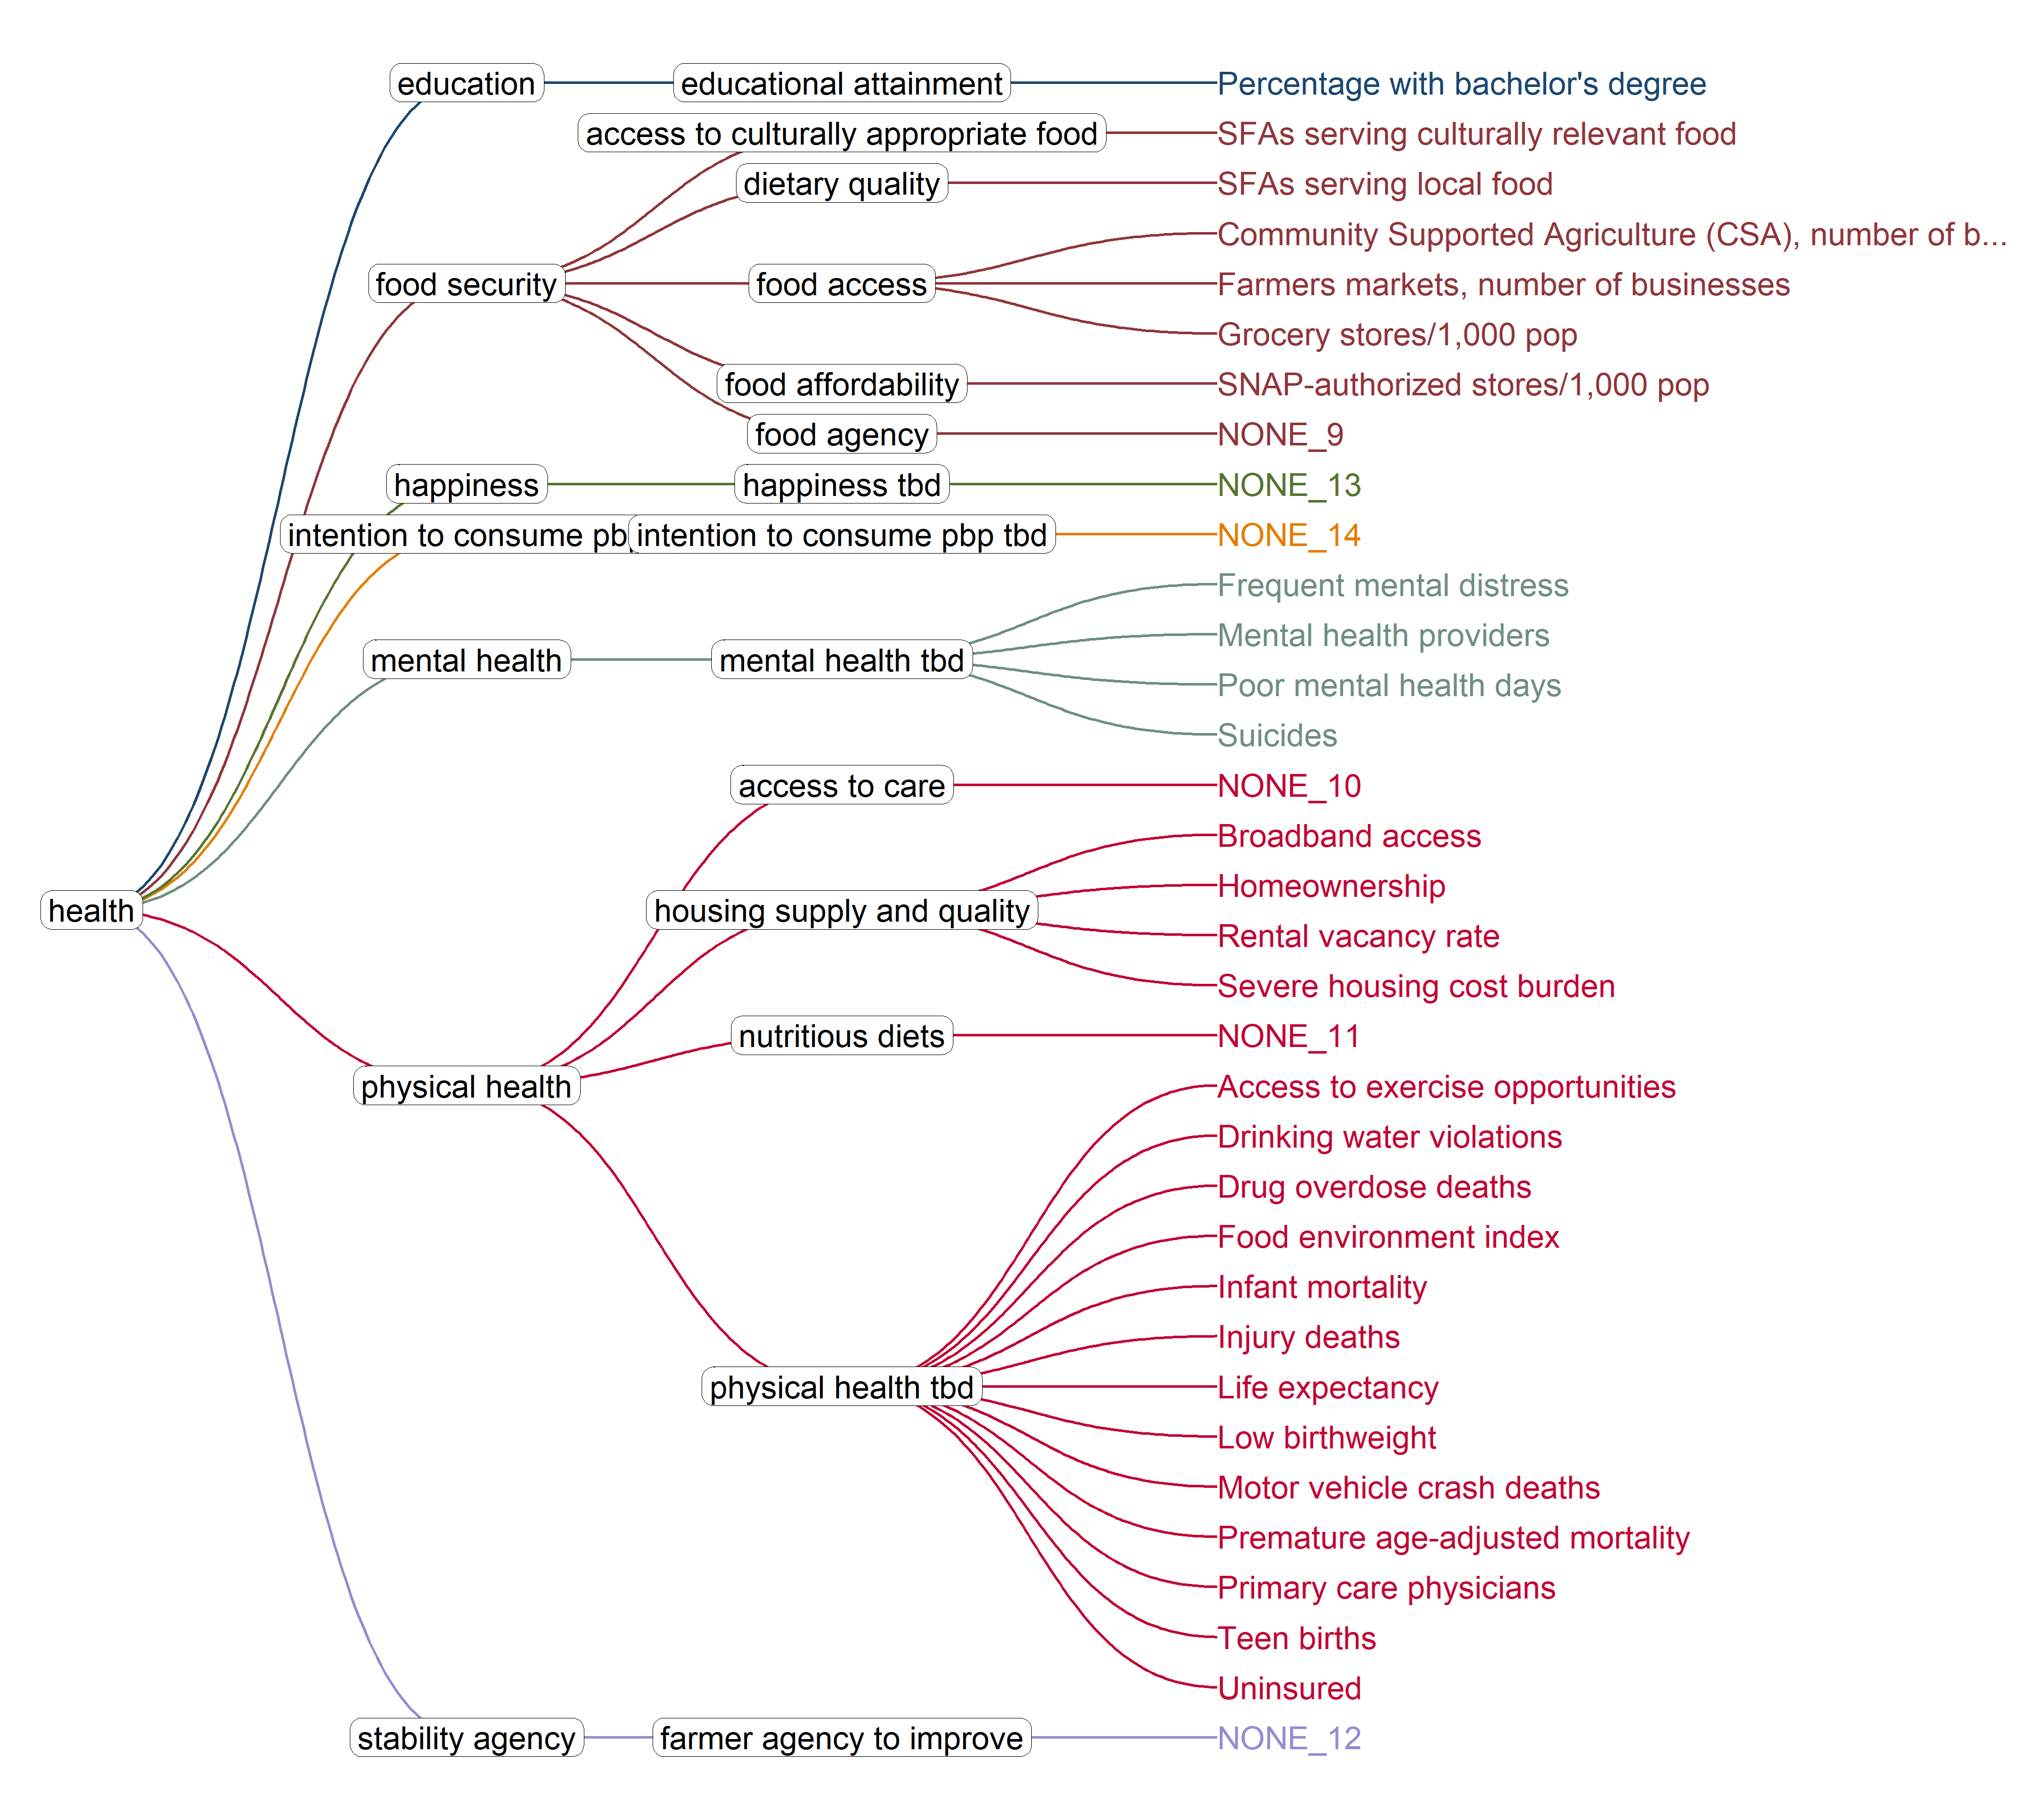 education educational attainment Percentage with bachelor's degree
access to culturally appropriate food SFAs serving culturally relevant food
dietary quality SFAs serving local food
Community Supported Agriculture (CSA), number of b...
food security food access Farmers markets, number of businesses
Grocery stores/1,000 pop
food affordability SNAP-authorized stores/1,000 pop
food agency NONE_9
happiness happiness tbd NONE_13
intention to consume pb intention to consume pbp tbd NONE_14
Frequent mental distress
Mental health providers
mental health mental health tbd
Poor mental health days
Suicides
access to care NONE_10
Broadband access
Homeownership
health housing supply and quality
Rental vacancy rate
Severe housing cost burden
nutritious diets NONE_11
physical health Access to exercise opportunities
Drinking water violations
Drug overdose deaths
Food environment index
Infant mortality
Injury deaths
physical health tbd Life expectancy
Low birthweight
Motor vehicle crash deaths
Premature age-adjusted mortality
Primary care physicians
Teen births
Uninsured
stability agency farmer agency to improve NONE_12